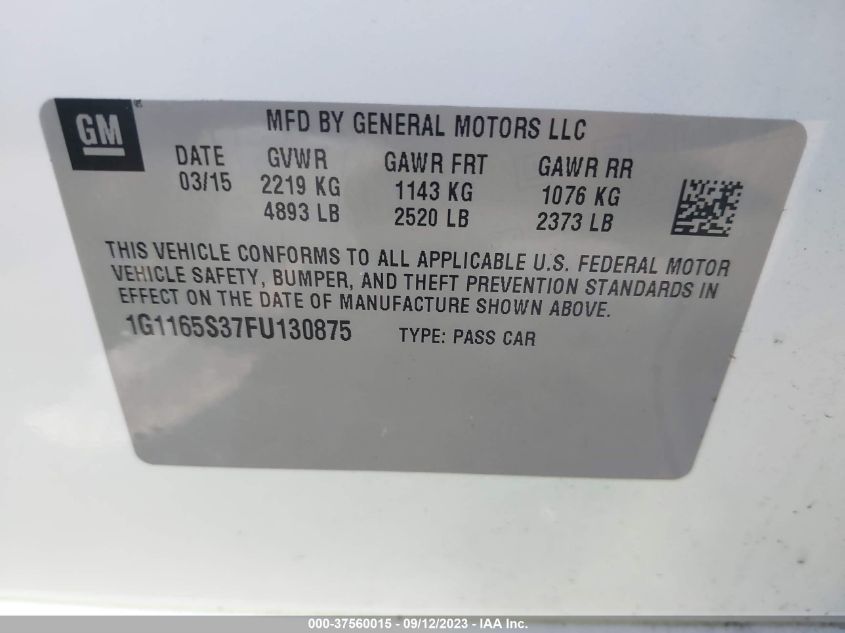 GM
MFD BY GENERAL MOTORS LLC
DATE GVWR GAWR FRT GAWR RR
03/15 2219 KG 1143 KG 1076 KG
4893 LB 2520 LB 2373 LB
THIS VEHICLE CONFORMS TO ALL APPLICABLE U.S. FEDERAL MOTOR
VEHICLE SAFETY, BUMPER, AND THEFT PREVENTION STANDARDS IN
EFFECT ON THE DATE OF MANUFACTURE SHOWN ABOVE.
1G1165S37FU130875 TYPE: PASS CAR
000-37560015 - 09/12/2023 - IAA Inc.